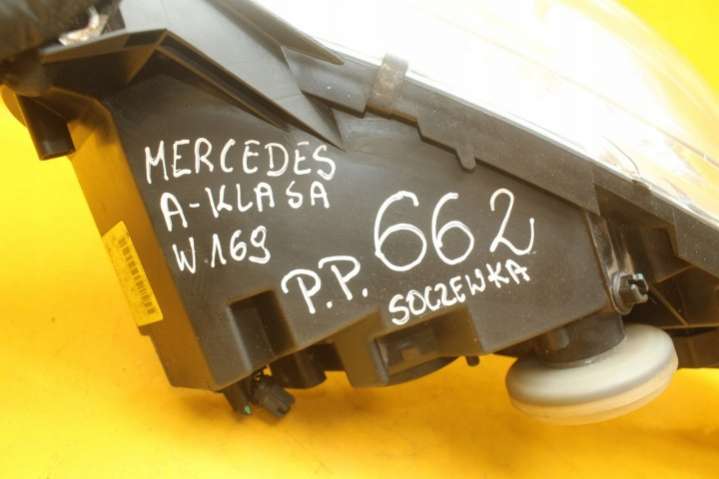 MERCEDES
A-KLASA
W.169
P.P. 662
SOCZEWKA